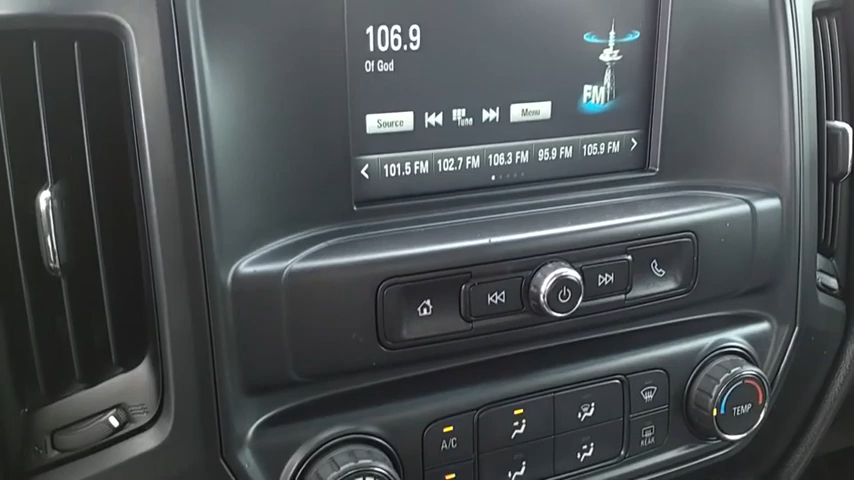 106.9
Of God
FM
Source Tune Menu
101.5 FM 102.7 FM 106.3 FM 95.9 FM 105.9 FM
A/C
REAR
TEMP